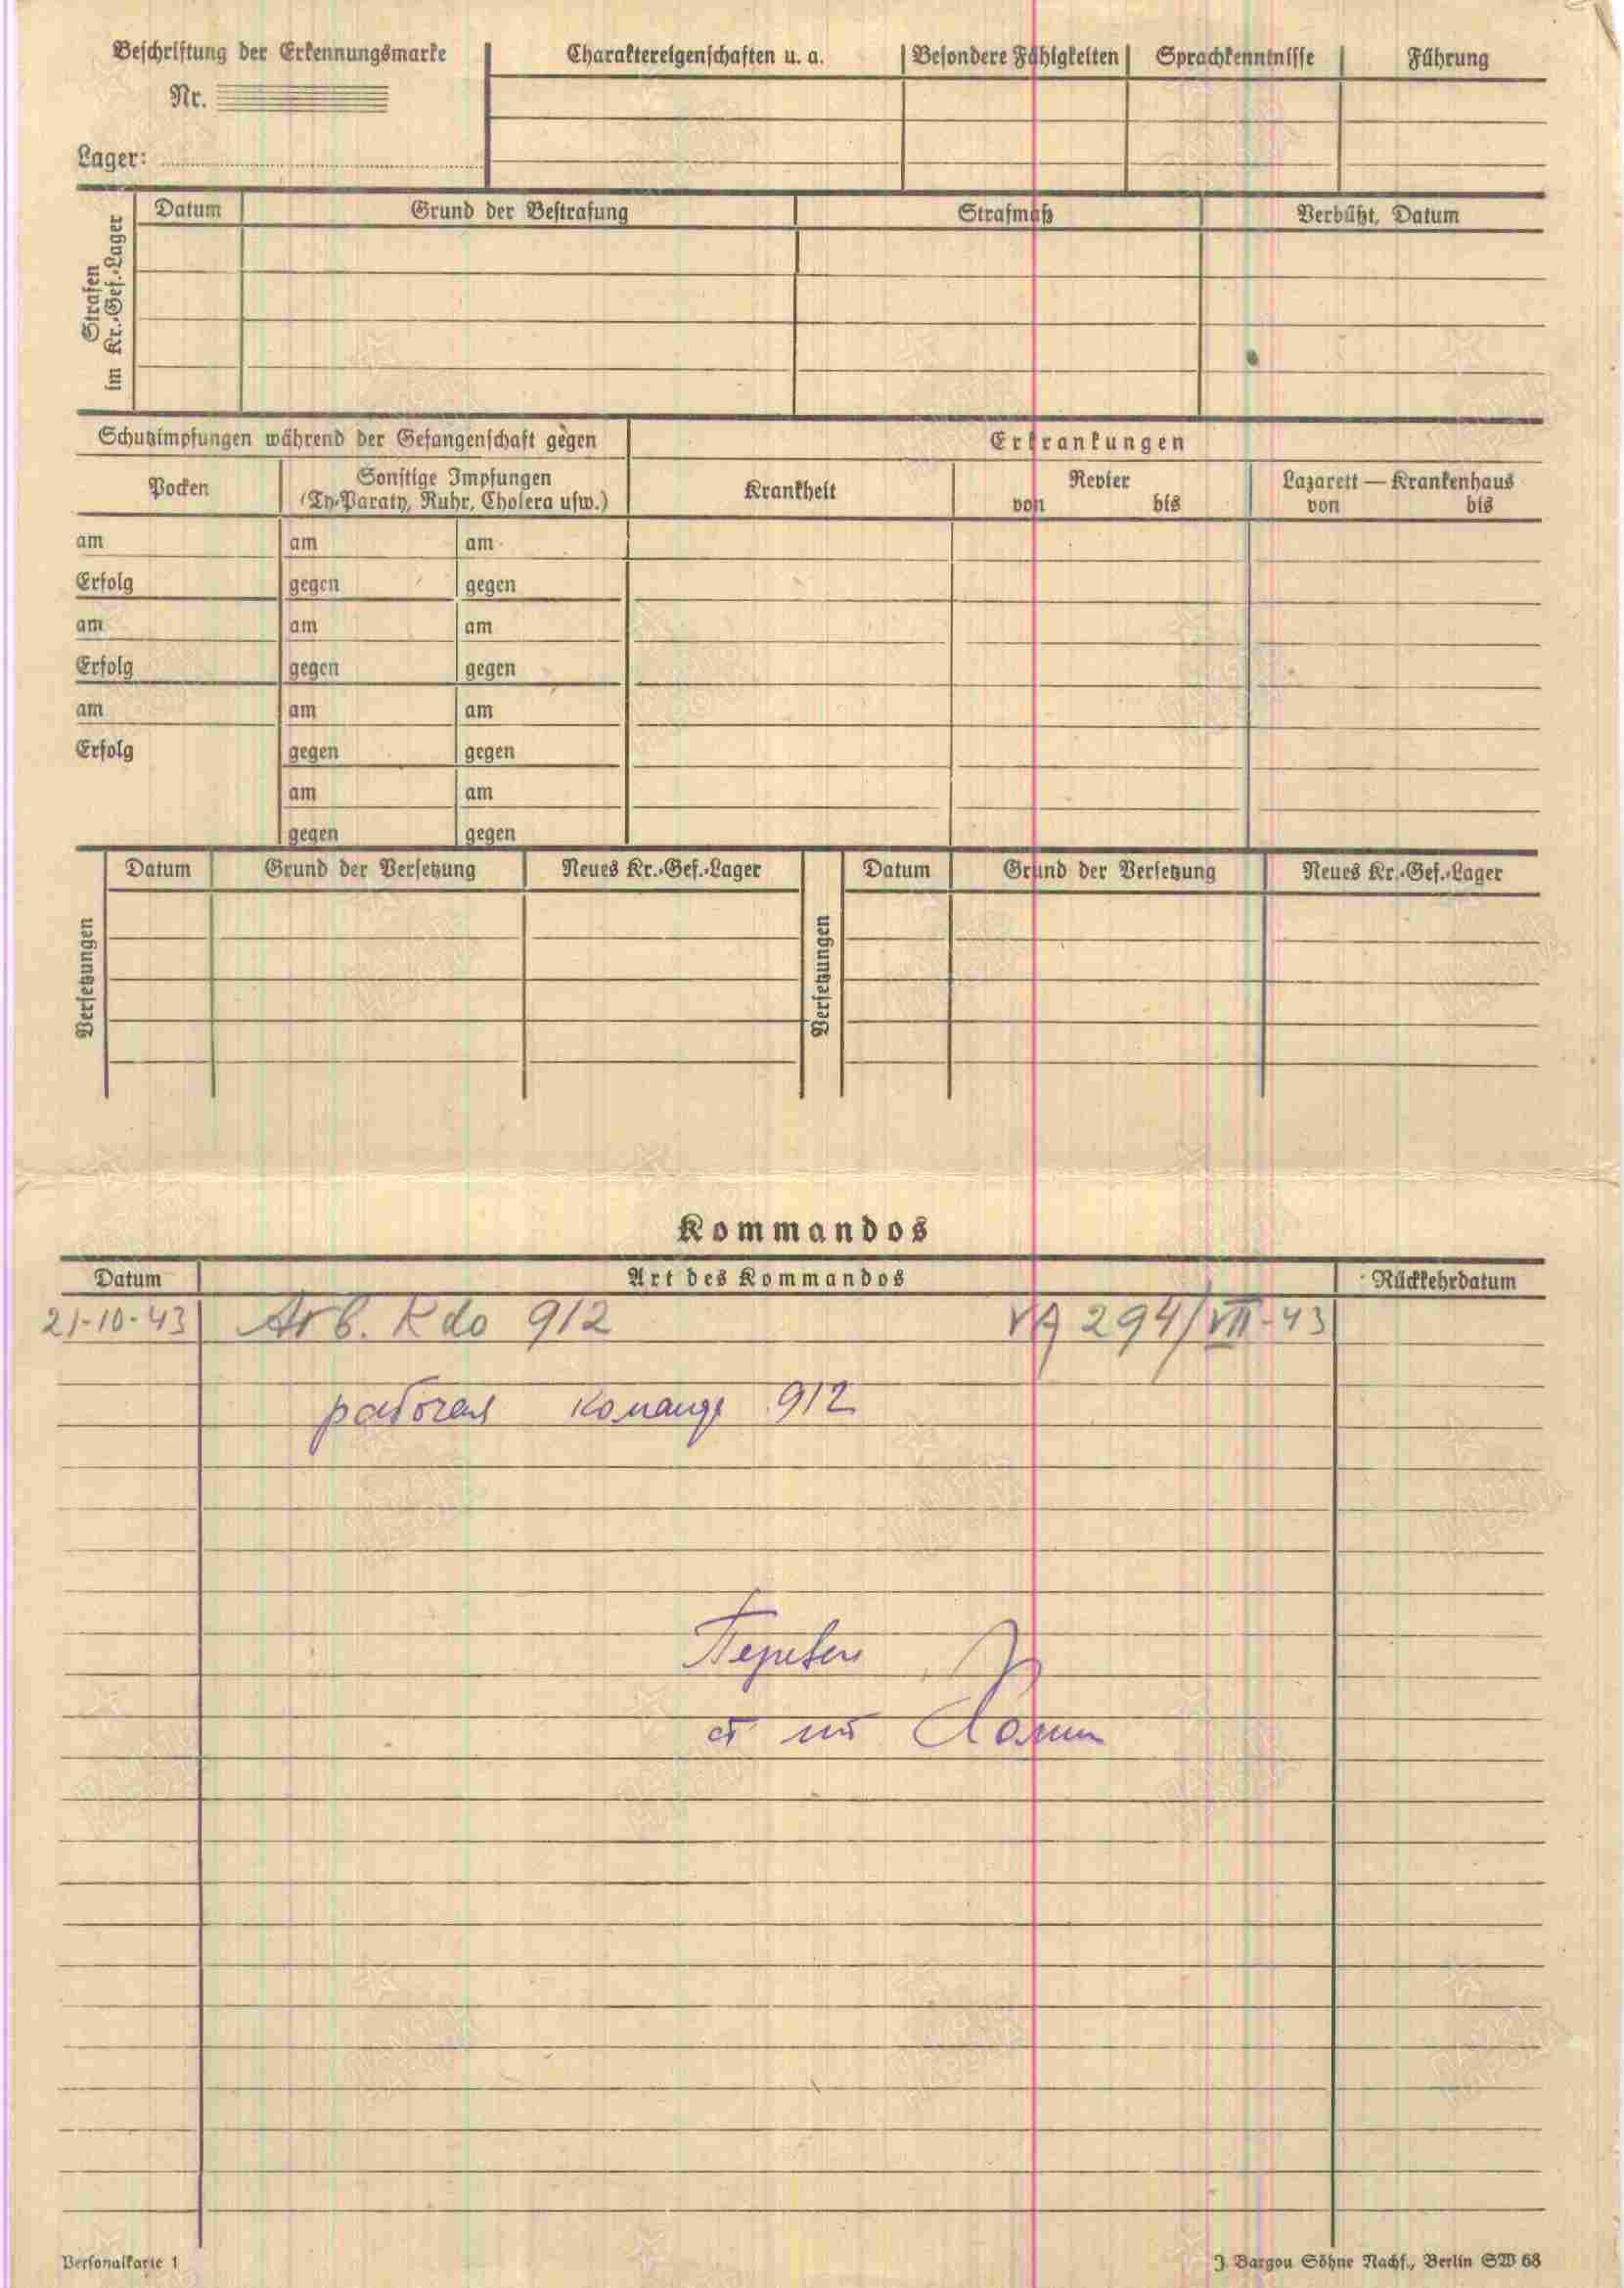 Beschriftung der Erkennungsmarke
Nr.
Lager:
Charaktereigenschaften u. a.
Besondere Fähigkeiten
Sprachkenntnisse
Führung
Strafen
im Kr.-Gef.-Lager
Datum
Grund der Bestrafung
Strafmaß
Verbüßt, Datum
Schutzimpfungen während der Gefangenschaft gegen
Erkrankungen
Pocken
Sonstige Impfungen
(Ty-Paraty, Ruhr, Cholera usw.)
Krankheit
Revier
von bis
Lazarett — Krankenhaus
von bis
am am am
Erfolg gegen gegen
am am am
Erfolg gegen gegen
am am am
Erfolg gegen gegen
am am
gegen gegen
Versetzungen
Datum Grund der Versetzung Neues Kr.-Gef.-Lager
Versetzungen
Datum Grund der Versetzung Neues Kr.-Gef.-Lager
Kommandos
Datum Art des Kommandos Rückkehrdatum
21-10-43 Arb. Kdo 912 VA 294/VII-43
рабочая команда 912
Перевел
Personalkarte 1
J. Bargou Söhne Nachf., Berlin SW 68